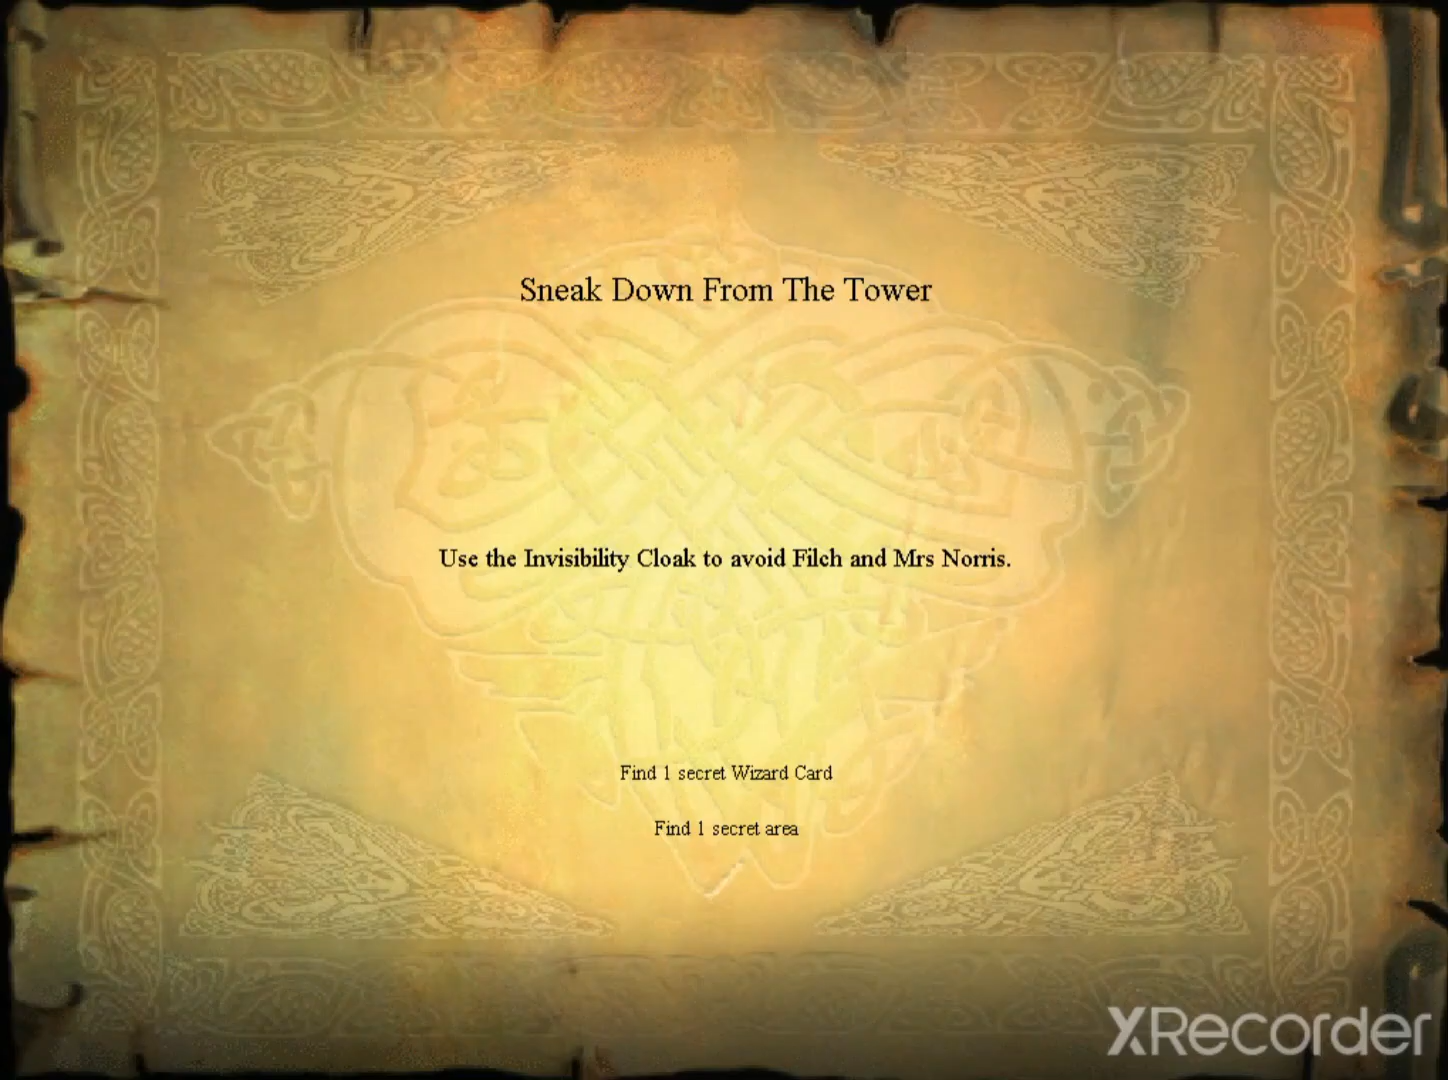 Sneak Down From The Tower
Use the Invisibility Cloak to avoid Filch and Mrs Norris.
Find 1 secret Wizard Card
Find 1 secret area
XRecorder